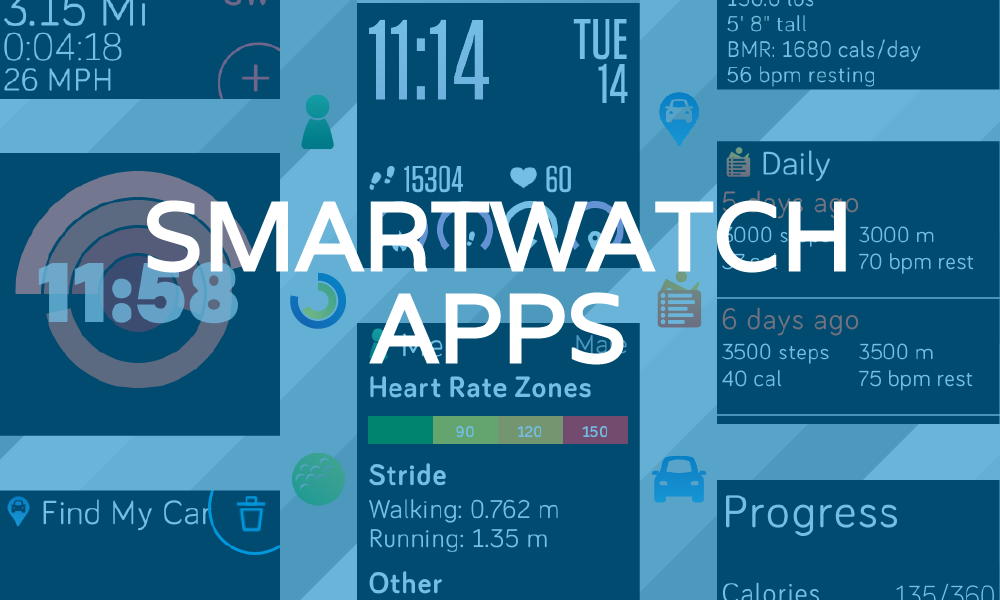 SMARTWATCH
APPS
3.15 Mi
0:04:18
26 MPH
11:58
Find My Car
11:14
TUE
14
15304
60
Me
Male
Heart Rate Zones
90
120
150
Stride
Walking: 0.762 m
Running: 1.35 m
Other
5' 8" tall
BMR: 1680 cals/day
56 bpm resting
Daily
5 days ago
3000 m
70 bpm rest
6 days ago
3500 steps 3500 m
40 cal 75 bpm rest
Progress
Calories 135/360